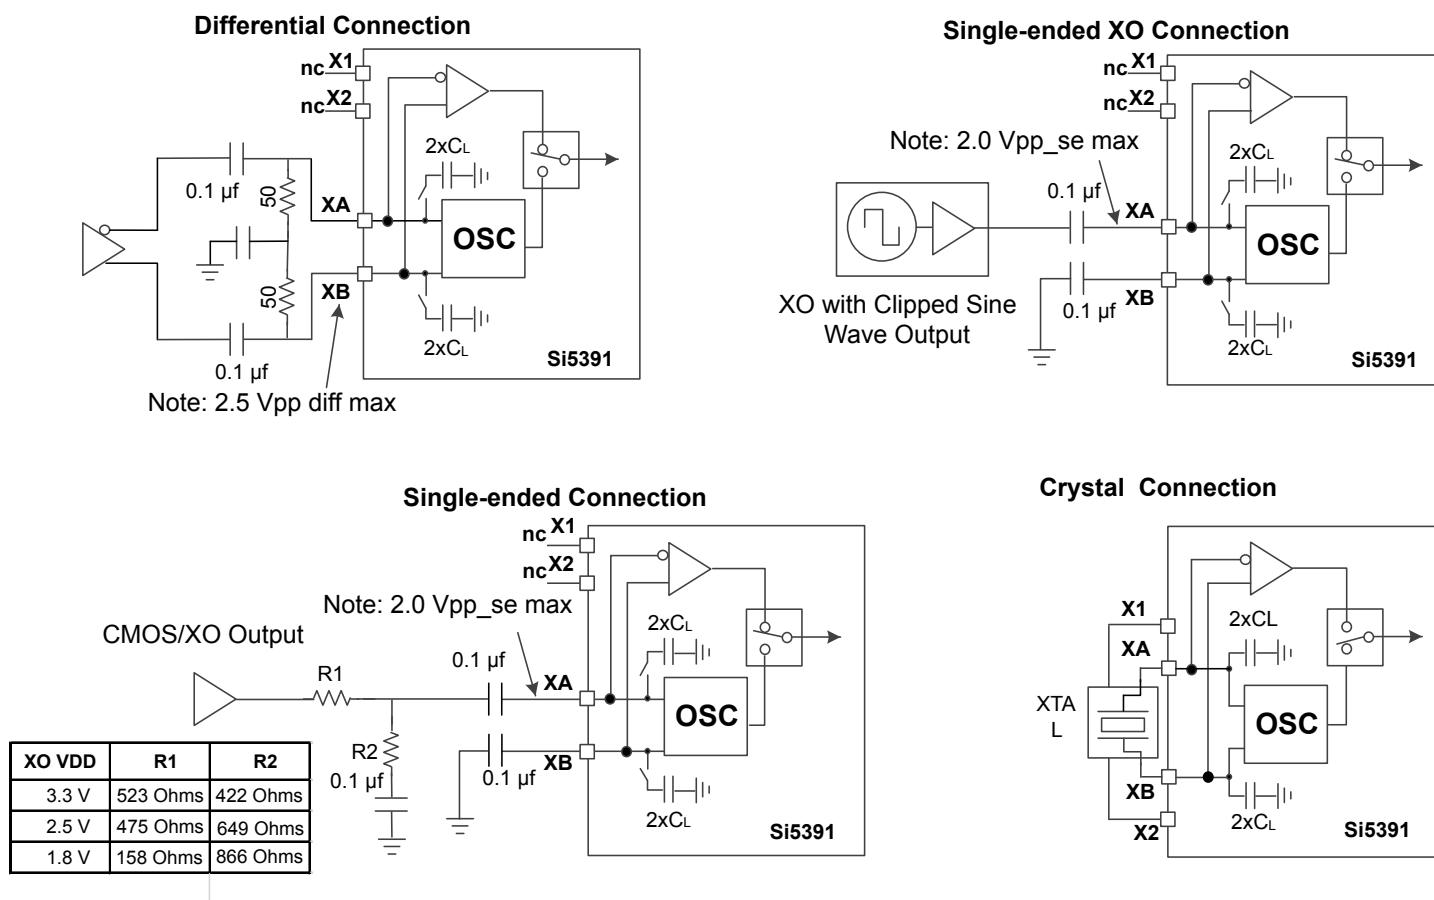 Differential Connection
nc X1
nc X2
2xCL
0.1 µf
50
XA
OSC
50
XB
2xCL
0.1 µf
Si5391
Note: 2.5 Vpp diff max
Single-ended XO Connection
nc X1
nc X2
Note: 2.0 Vpp_se max
2xCL
0.1 µf
XA
OSC
XB
0.1 µf
XO with Clipped Sine
Wave Output
2xCL
Si5391
Single-ended Connection
nc X1
nc X2
Note: 2.0 Vpp_se max
CMOS/XO Output
2xCL
0.1 µf
R1
XA
OSC
R2
XB
0.1 µf
0.1 µf
2xCL
Si5391
XO VDD R1 R2
3.3 V 523 Ohms 422 Ohms
2.5 V 475 Ohms 649 Ohms
1.8 V 158 Ohms 866 Ohms
Crystal Connection
X1
2xCL
XA
XTA
L
OSC
XB
2xCL
X2
Si5391